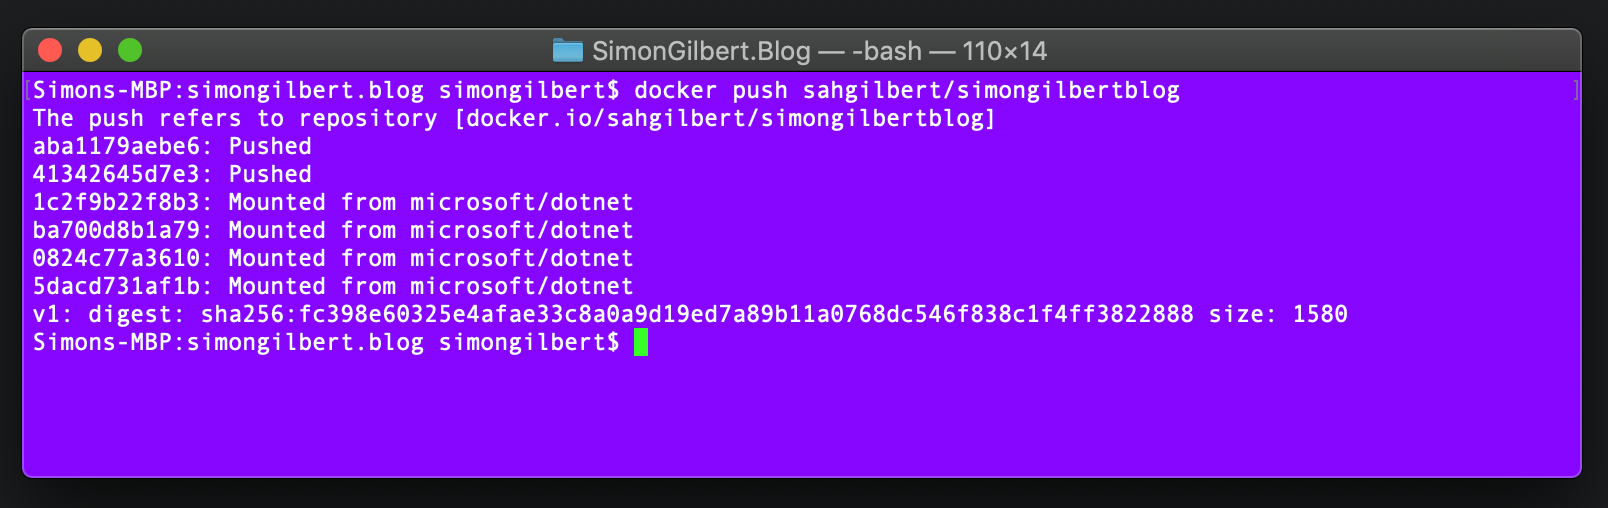 SimonGilbert.Blog — -bash — 110×14
[Simons-MBP:simongilbert.blog simongilbert$ docker push sahgilbert/simongilbertblog ]
The push refers to repository [docker.io/sahgilbert/simongilbertblog]
aba1179aebe6: Pushed
41342645d7e3: Pushed
1c2f9b22f8b3: Mounted from microsoft/dotnet
ba700d8b1a79: Mounted from microsoft/dotnet
0824c77a3610: Mounted from microsoft/dotnet
5dacd731af1b: Mounted from microsoft/dotnet
v1: digest: sha256:fc398e60325e4afae33c8a0a9d19ed7a89b11a0768dc546f838c1f4ff3822888 size: 1580
Simons-MBP:simongilbert.blog simongilbert$